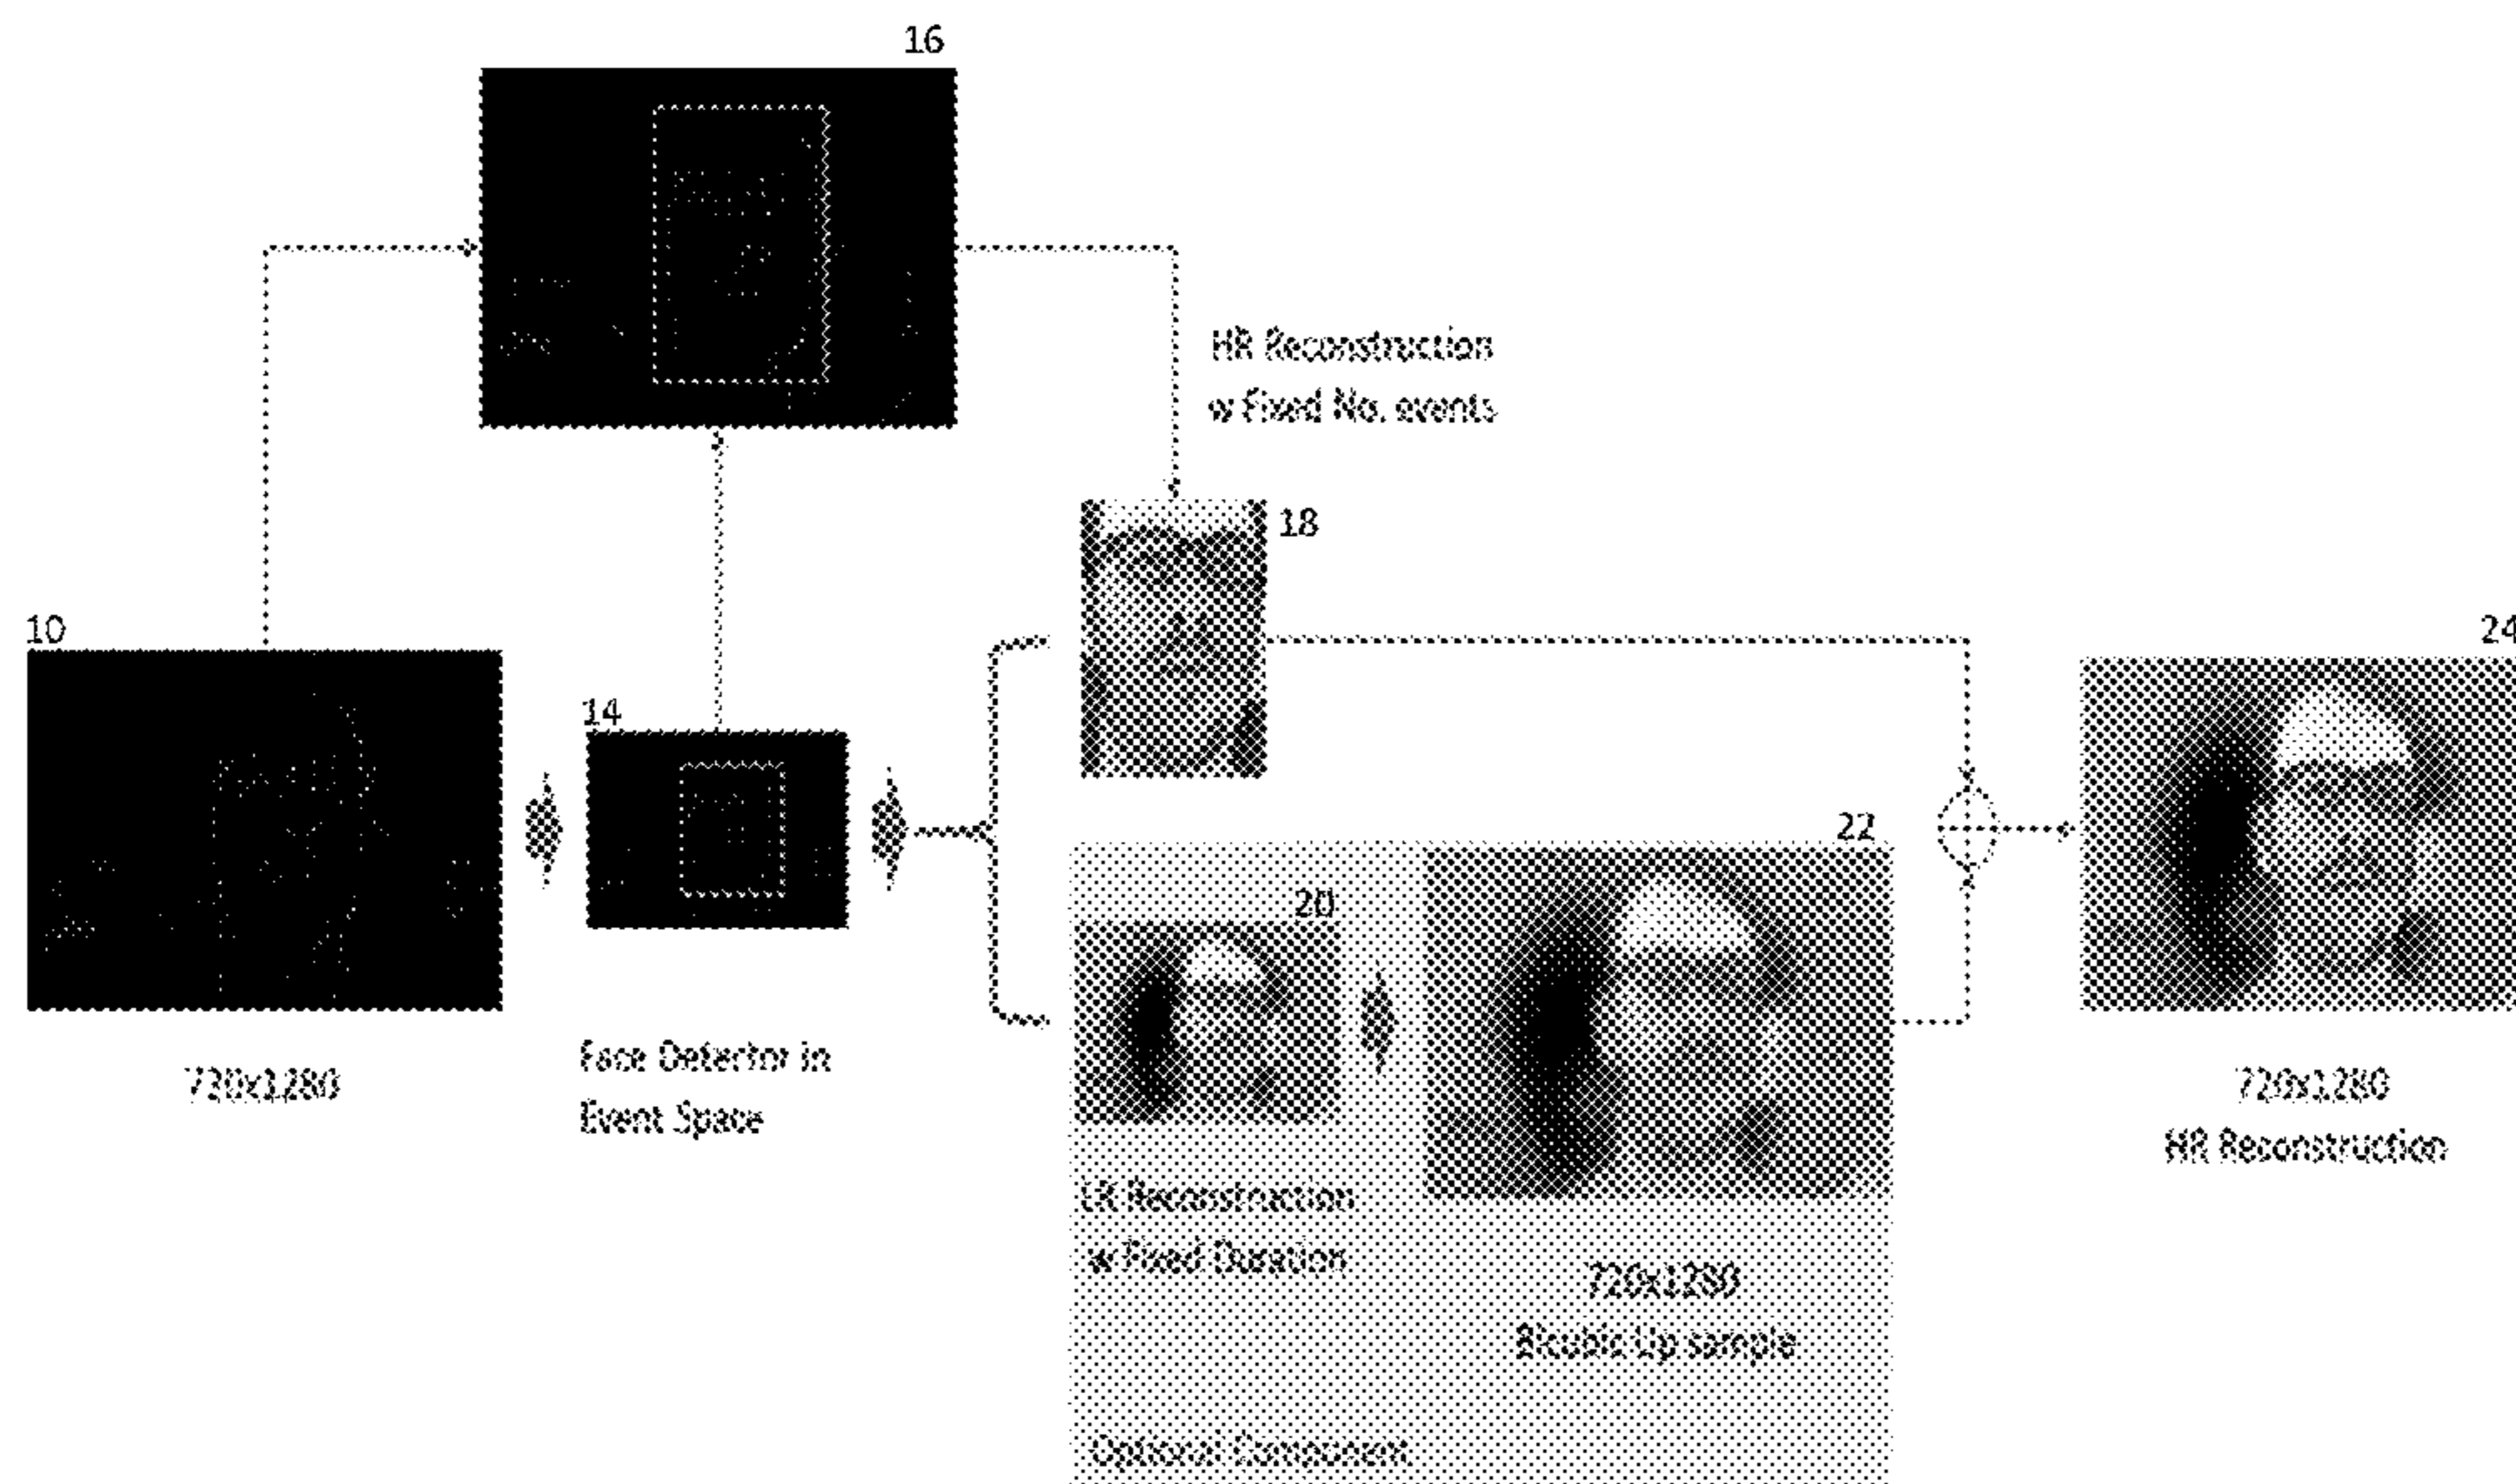 16
HR Reconstruction
w Fixed No. events
18
10
14
24
22
20
720x1280
Face Detector in
Event Space
720x1280
HR Reconstruction
LR Reconstruction
w Fixed Duration
720x1280
Bicubic Up sample
Optional Component